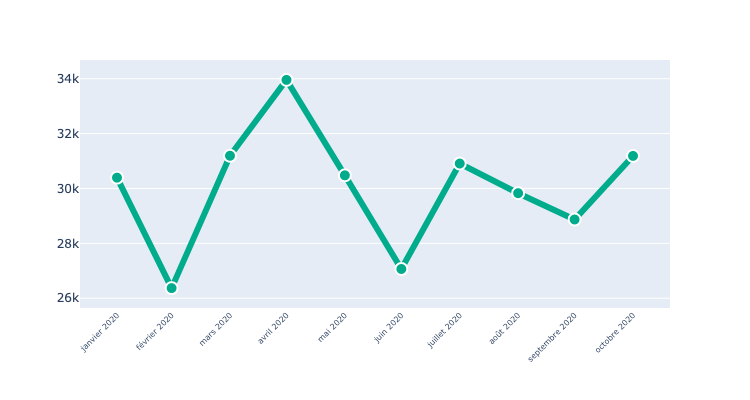 34k
32k
30k
28k
26k
janvier 2020
février 2020
mars 2020
avril 2020
mai 2020
juin 2020
juillet 2020
août 2020
septembre 2020
octobre 2020